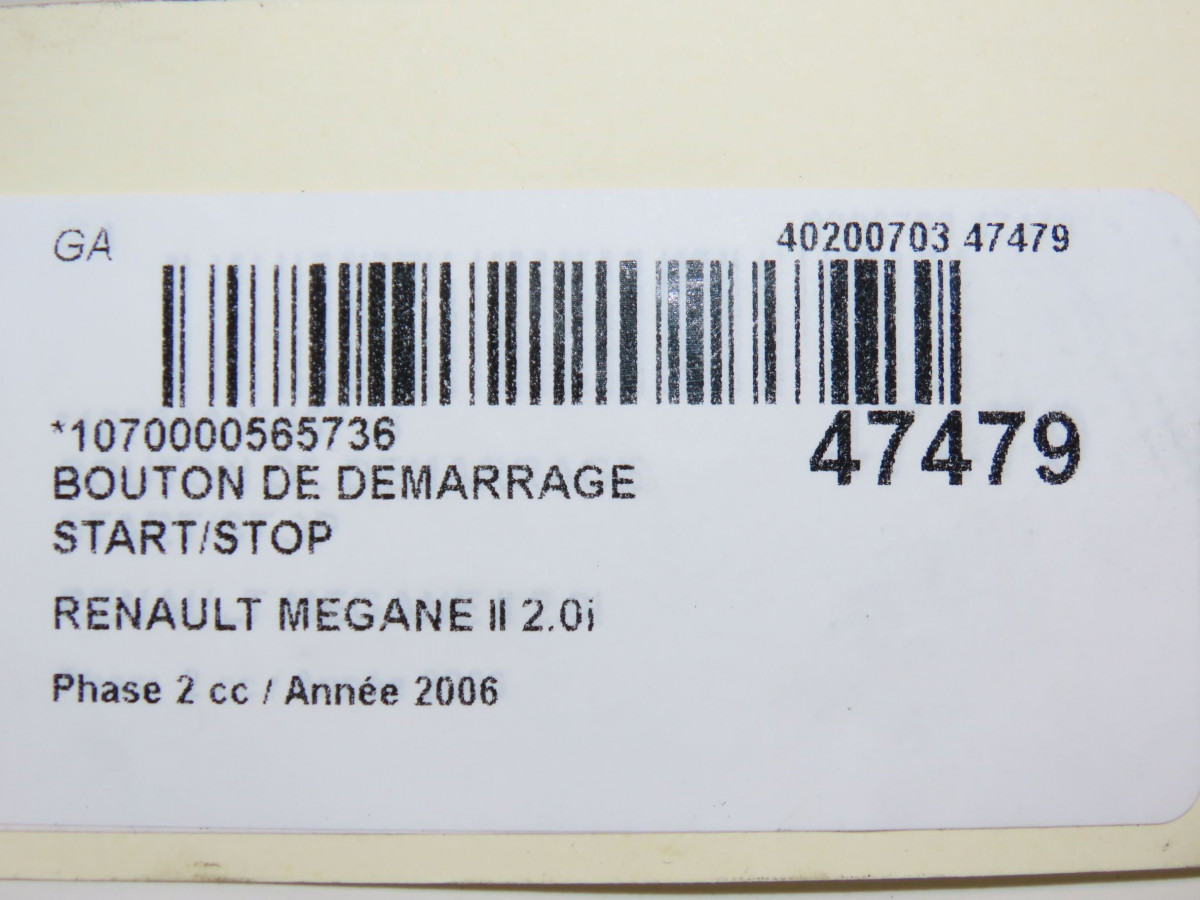 GA
40200703 47479
*1070000565736
47479
BOUTON DE DEMARRAGE
START/STOP
RENAULT MEGANE II 2.0i
Phase 2 cc / Année 2006